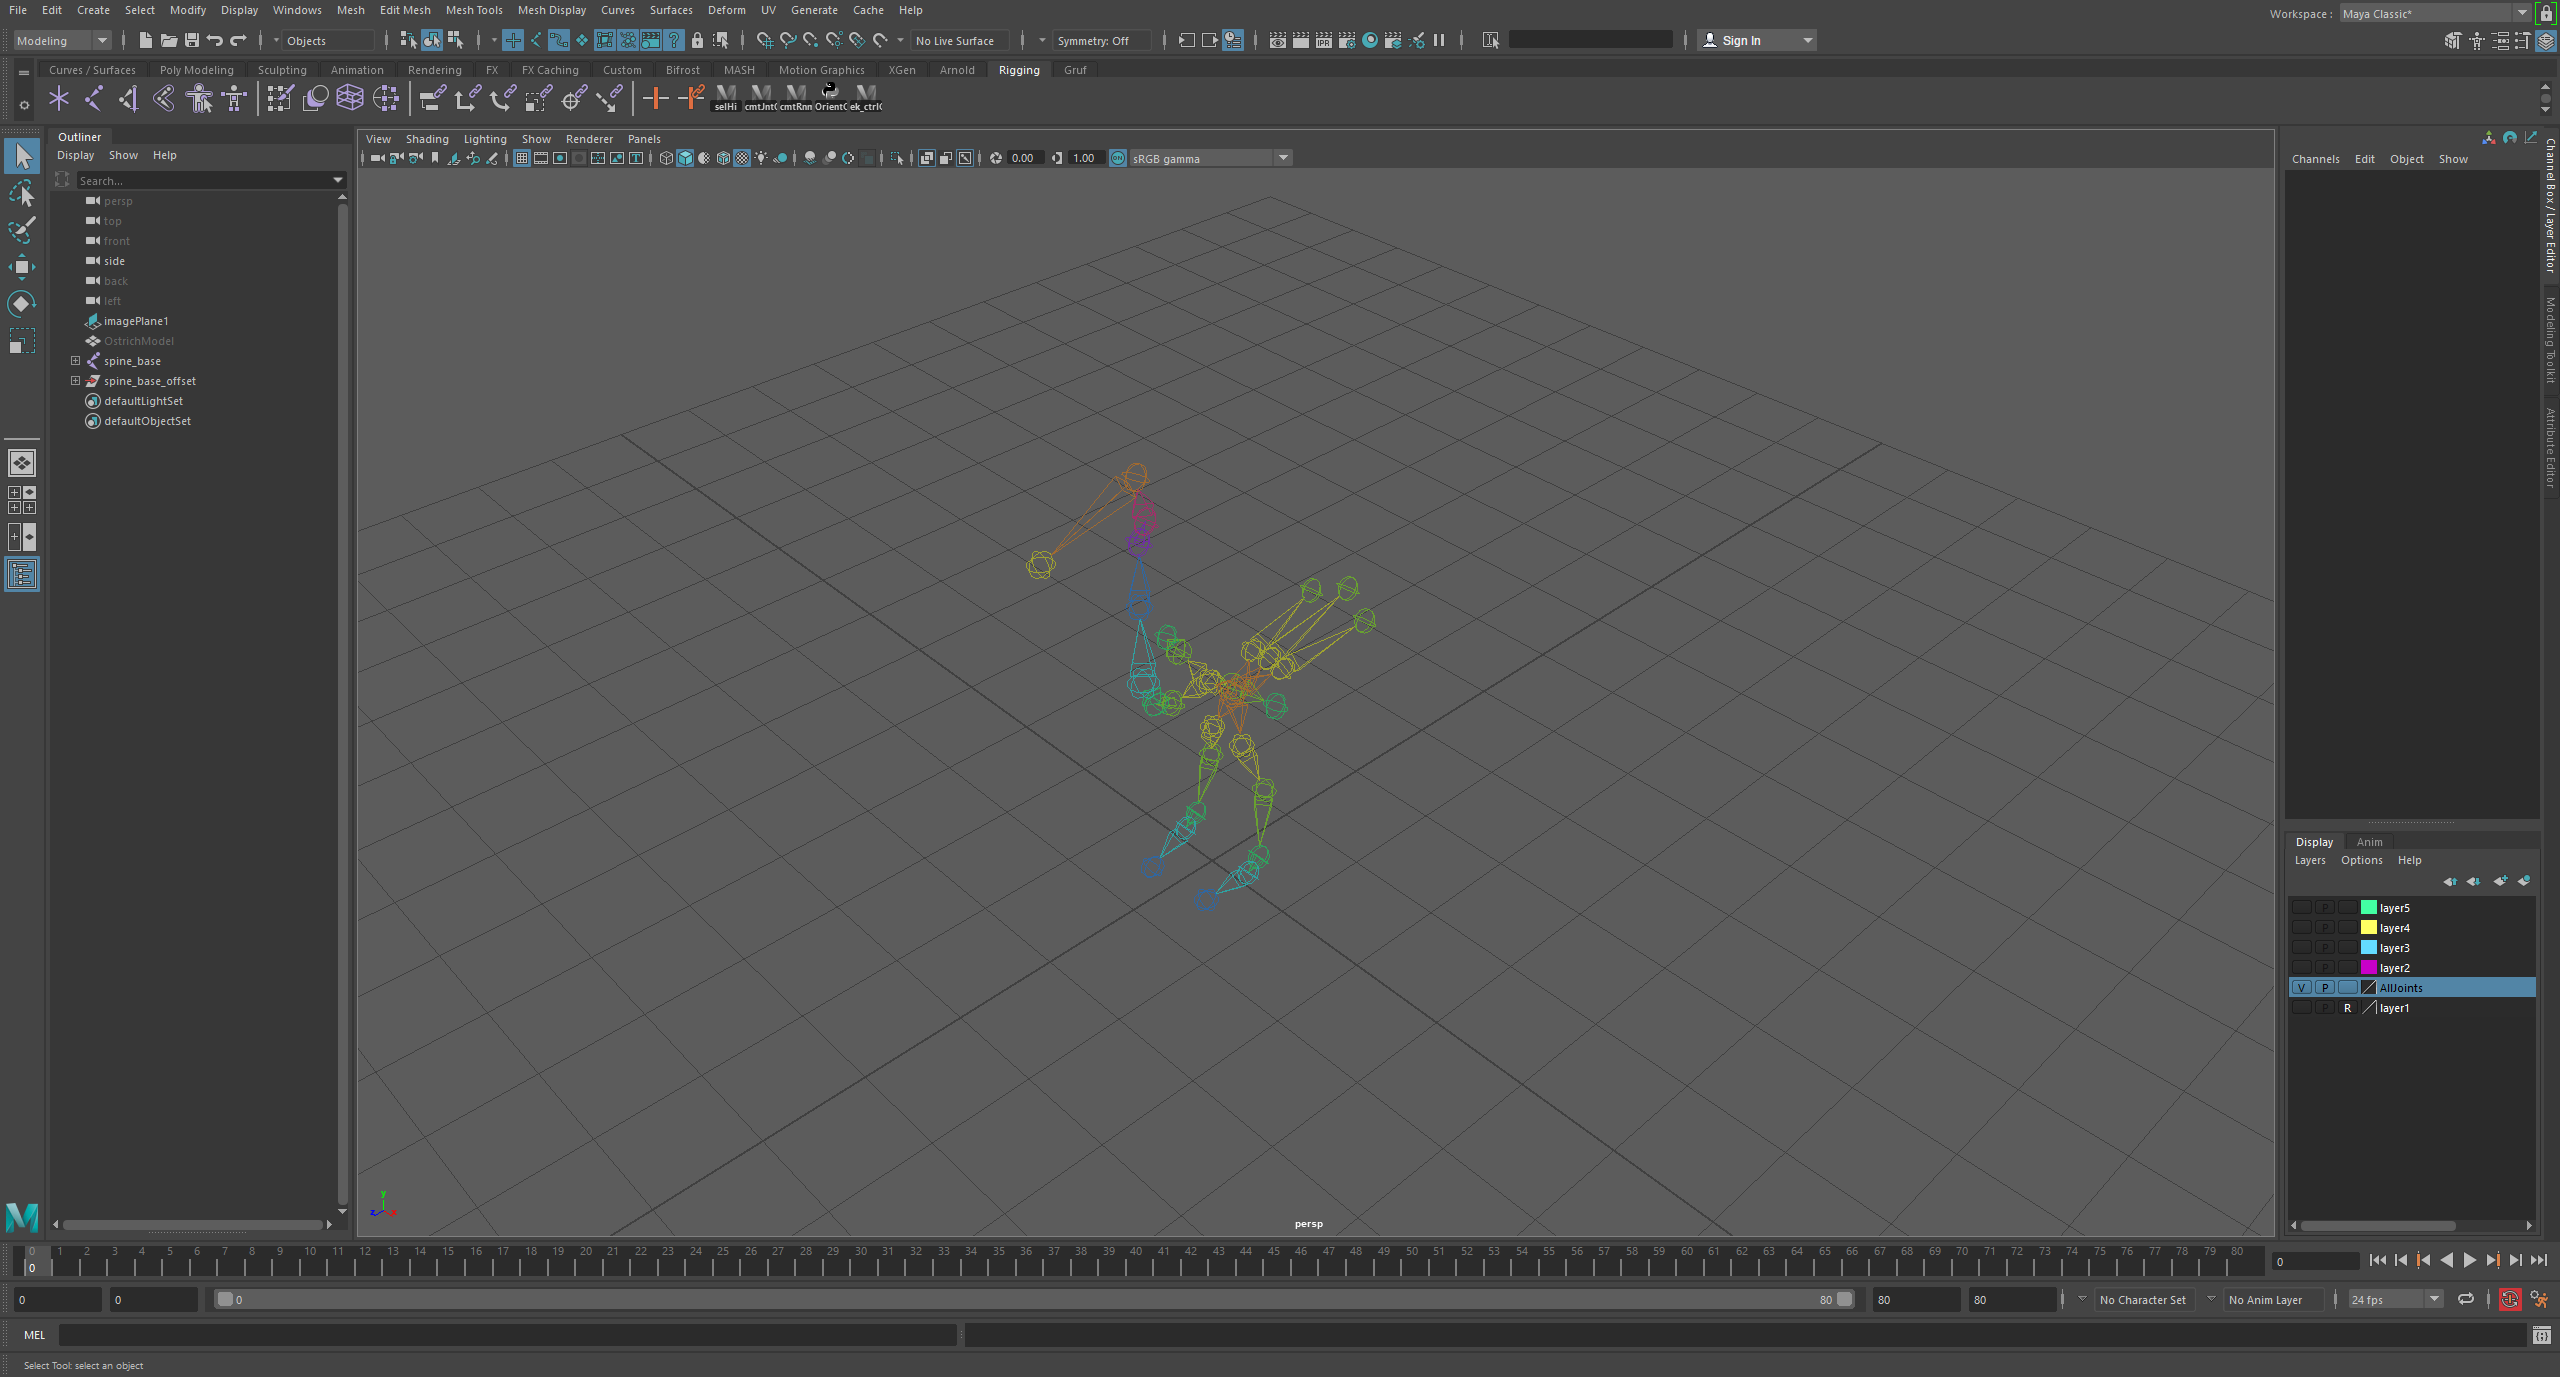 File Edit Create Select Modify Display Windows Mesh Edit Mesh Mesh Tools Mesh Display Curves Surfaces Deform UV Generate Cache Help
Workspace : Maya Classic*
Modeling Objects No Live Surface Symmetry: Off Sign In
Curves / Surfaces Poly Modeling Sculpting Animation Rendering FX FX Caching Custom Bifrost MASH Motion Graphics XGen Arnold Rigging Gruf
selHi cmtJnt cmtRnn Orient ek_ctrl
Outliner
Display Show Help
Search...
persp
top
front
side
back
left
imagePlane1
OstrichModel
spine_base
spine_base_offset
defaultLightSet
defaultObjectSet
View Shading Lighting Show Renderer Panels
0.00 1.00 ON sRGB gamma
y
z x
persp
Channels Edit Object Show
Channel Box / Layer Editor
Modeling Toolkit
Attribute Editor
Display Anim
Layers Options Help
P layer5
P layer4
P layer3
P layer2
V P AllJoints
P R layer1
0 1 2 3 4 5 6 7 8 9 10 11 12 13 14 15 16 17 18 19 20 21 22 23 24 25 26 27 28 29 30 31 32 33 34 35 36 37 38 39 40 41 42 43 44 45 46 47 48 49 50 51 52 53 54 55 56 57 58 59 60 61 62 63 64 65 66 67 68 69 70 71 72 73 74 75 76 77 78 79 80
0 0
0 0 0 80 80 80 No Character Set No Anim Layer 24 fps
MEL
Select Tool: select an object